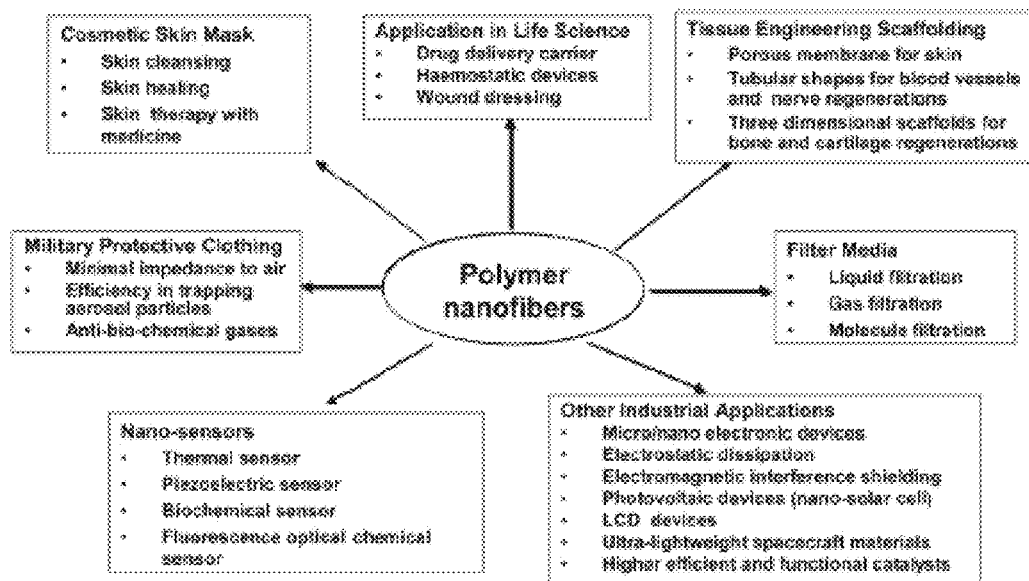 Cosmetic Skin Mask
• Skin cleansing
• Skin healing
• Skin therapy with
medicine
Application in Life Science
• Drug delivery carrier
• Haemostatic devices
• Wound dressing
Tissue Engineering Scaffolding
• Porous membrane for skin
• Tubular shapes for blood vessels
and nerve regenerations
• Three dimensional scaffolds for
bone and cartilage regenerations
Military Protective Clothing
• Minimal impedance to air
• Efficiency in trapping
aerosol particles
• Anti-bio-chemical gases
Polymer
nanofibers
Filter Media
• Liquid filtration
• Gas filtration
• Molecule filtration
Nano-sensors
• Thermal sensor
• Piezoelectric sensor
• Biochemical sensor
• Fluorescence optical chemical
sensor
Other Industrial Applications
• Micro/nano electronic devices
• Electrostatic dissipation
• Electromagnetic interference shielding
• Photovoltaic devices (nano-solar cell)
• LCD devices
• Ultra-lightweight spacecraft materials
• Higher efficient and functional catalysts